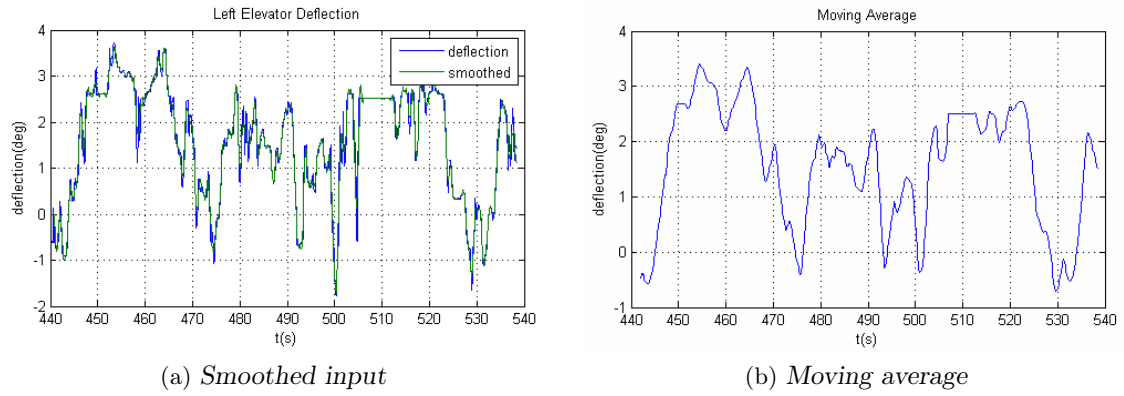 Left Elevator Deflection
4
3
2
1
0
-1
-2
deflection(deg)
deflection
smoothed
440 450 460 470 480 490 500 510 520 530 540
t(s)
(a) Smoothed input
Moving Average
4
3
2
1
0
-1
deflection(deg)
440 450 460 470 480 490 500 510 520 530 540
t(s)
(b) Moving average